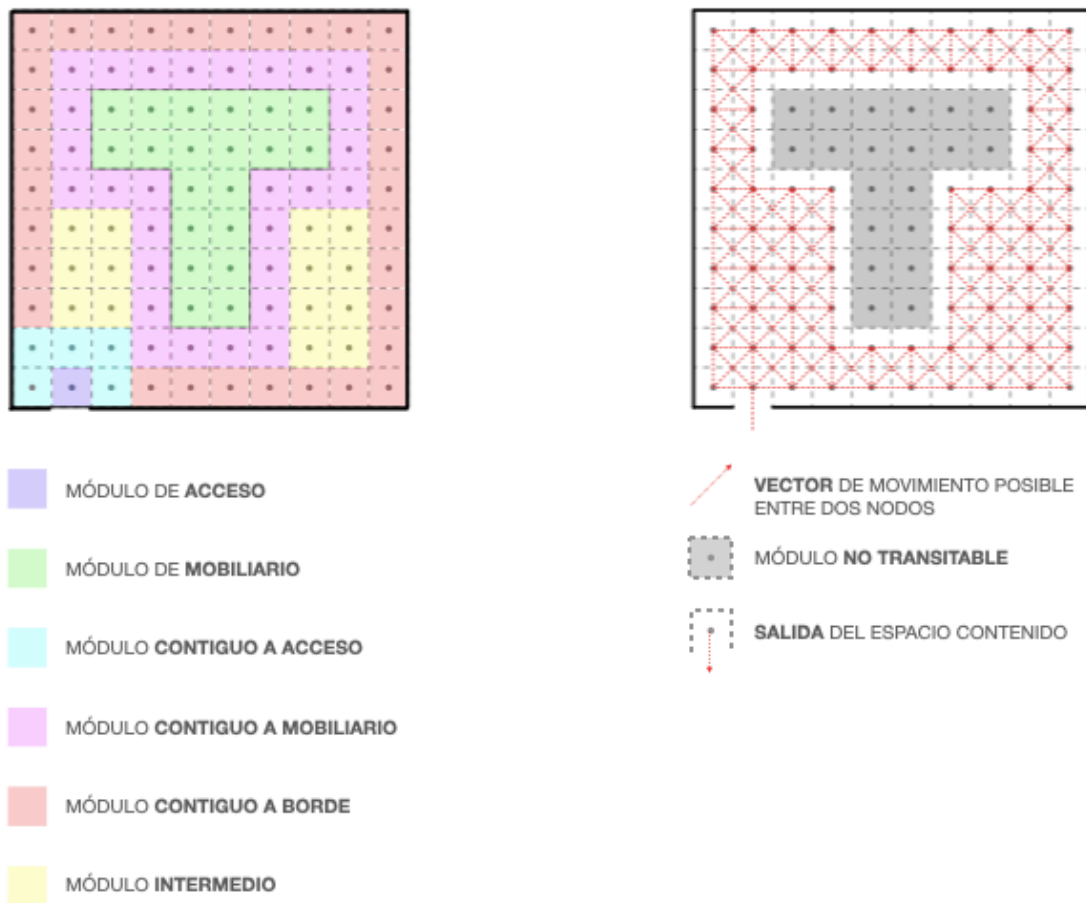 MÓDULO DE ACCESO
MÓDULO DE MOBILIARIO
MÓDULO CONTIGUO A ACCESO
MÓDULO CONTIGUO A MOBILIARIO
MÓDULO CONTIGUO A BORDE
MÓDULO INTERMEDIO
VECTOR DE MOVIMIENTO POSIBLE
ENTRE DOS NODOS
MÓDULO NO TRANSITABLE
SALIDA DEL ESPACIO CONTENIDO